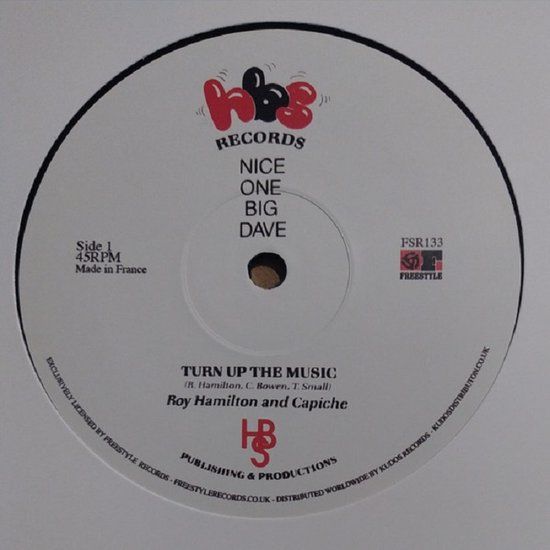 hbs
RECORDS
NICE
ONE
BIG
DAVE
Side 1
45RPM
Made in France
FSR133
FREESTYLE
TURN UP THE MUSIC
(R. Hamilton, C. Bowen, T. Small)
Roy Hamilton and Capiche
HBS
PUBLISHING & PRODUCTIONS
EXCLUSIVELY LICENSED BY FREESTYLE RECORDS - FREESTYLERECORDS.CO.UK - DISTRIBUTED WORLDWIDE BY KUDOS RECORDS - KUDOSDISTRIBUTON.CO.UK